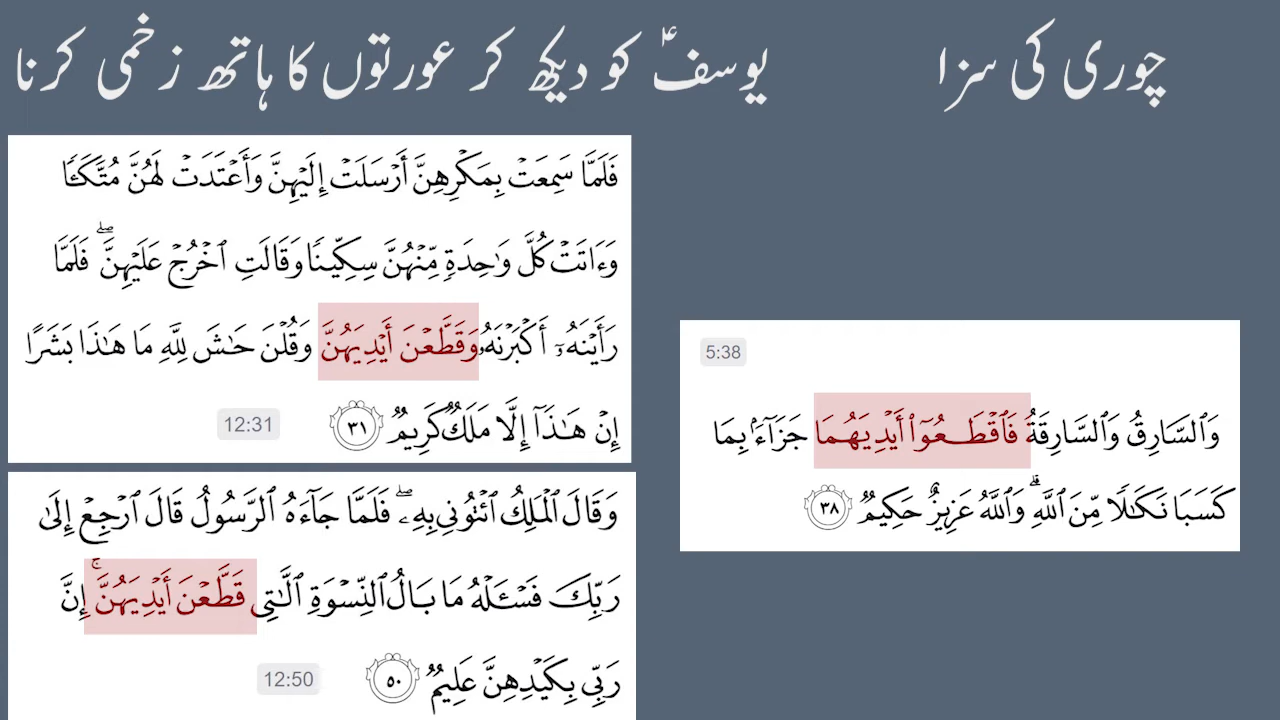 چوری کی سزا
یوسفؑ کو دیکھ کر عورتوں کا ہاتھ زخمی کرنا
فَلَمَّا سَمِعَتْ بِمَكْرِهِنَّ أَرْسَلَتْ إِلَيْهِنَّ وَأَعْتَدَتْ لَهُنَّ مُتَّكَـًٔا
وَءَاتَتْ كُلَّ وَٰحِدَةٍ مِّنْهُنَّ سِكِّينًا وَقَالَتِ ٱخْرُجْ عَلَيْهِنَّ ۖ فَلَمَّا
رَأَيْنَهُۥٓ أَكْبَرْنَهُۥ وَقَطَّعْنَ أَيْدِيَهُنَّ وَقُلْنَ حَـٰشَ لِلَّهِ مَا هَـٰذَا بَشَرًا
إِنْ هَـٰذَآ إِلَّا مَلَكٌ كَرِيمٌ ٣١ 12:31
وَقَالَ ٱلْمَلِكُ ٱئْتُونِى بِهِۦ ۖ فَلَمَّا جَآءَهُ ٱلرَّسُولُ قَالَ ٱرْجِعْ إِلَىٰ
رَبِّكَ فَسْـَٔلْهُ مَا بَالُ ٱلنِّسْوَةِ ٱلَّـٰتِى قَطَّعْنَ أَيْدِيَهُنَّ ۚ إِنَّ
رَبِّى بِكَيْدِهِنَّ عَلِيمٌ ٥٠ 12:50
5:38
وَٱلسَّارِقُ وَٱلسَّارِقَةُ فَٱقْطَعُوٓا۟ أَيْدِيَهُمَا جَزَآءًۢ بِمَا
كَسَبَا نَكَـٰلًا مِّنَ ٱللَّهِ ۗ وَٱللَّهُ عَزِيزٌ حَكِيمٌ ٣٨